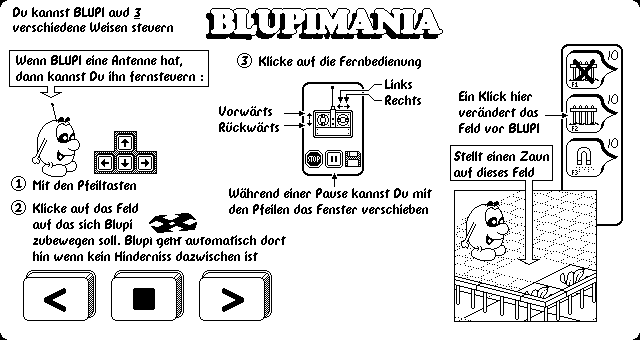 Du kannst BLUPI aud 3
verschiedene Weisen steuern
BLUPIMANIA
Wenn BLUPI eine Antenne hat,
dann kannst Du ihn fernsteuern :
① Mit den Pfeiltasten
② Klicke auf das Feld
auf das sich Blupi
zubewegen soll. Blupi geht automatisch dort
hin wenn kein Hinderniss dazwischen ist
③ Klicke auf die Fernbedienung
Links
Rechts
Vorwärts
Rückwärts
STOP
Während einer Pause kannst Du mit
den Pfeilen das Fenster verschieben
Ein Klick hier
verändert das
Feld vor BLUPI
10
F1
10
F2
10
F3
Stellt einen Zaun
auf dieses Feld